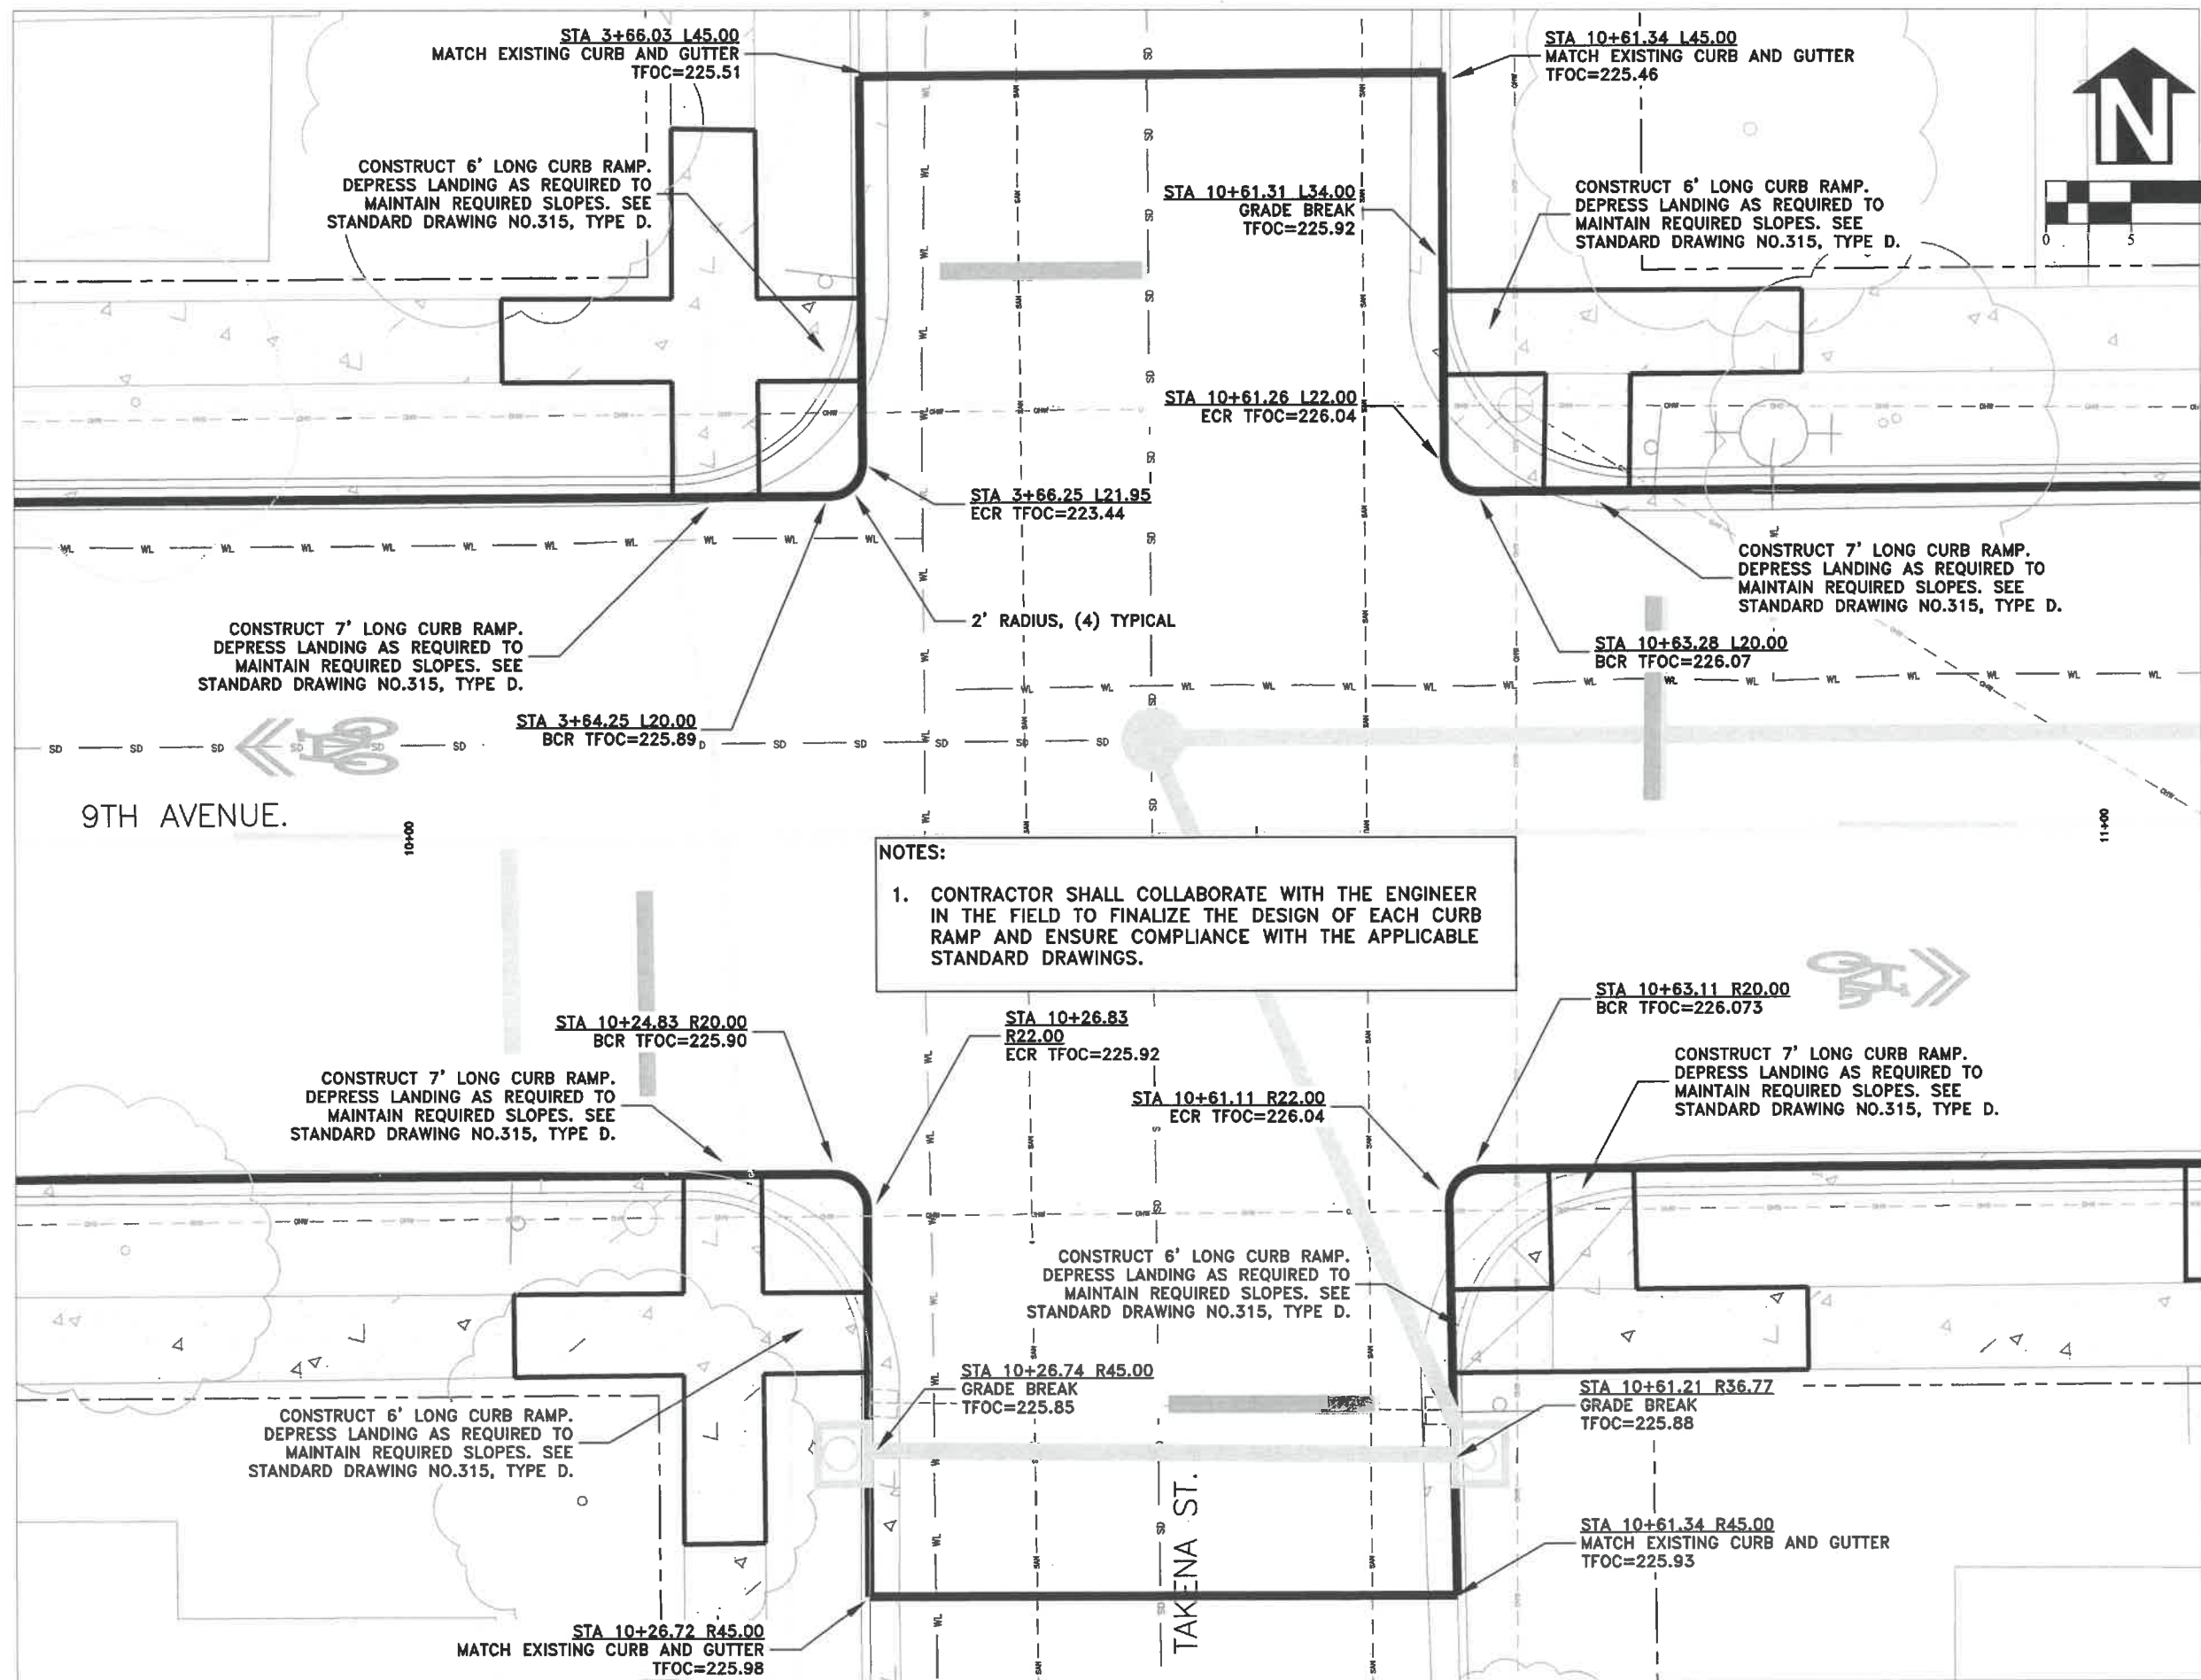 STA 3+66.03 L45.00
MATCH EXISTING CURB AND GUTTER
TFOC=225.51
STA 10+61.34 L45.00
MATCH EXISTING CURB AND GUTTER
TFOC=225.46
N
0
5
CONSTRUCT 6' LONG CURB RAMP.
DEPRESS LANDING AS REQUIRED TO
MAINTAIN REQUIRED SLOPES. SEE
STANDARD DRAWING NO.315, TYPE D.
STA 10+61.31 L34.00
GRADE BREAK
TFOC=225.92
CONSTRUCT 6' LONG CURB RAMP.
DEPRESS LANDING AS REQUIRED TO
MAINTAIN REQUIRED SLOPES. SEE
STANDARD DRAWING NO.315, TYPE D.
STA 10+61.26 L22.00
ECR TFOC=226.04
STA 3+66.25 L21.95
ECR TFOC=223.44
2' RADIUS, (4) TYPICAL
CONSTRUCT 7' LONG CURB RAMP.
DEPRESS LANDING AS REQUIRED TO
MAINTAIN REQUIRED SLOPES. SEE
STANDARD DRAWING NO.315, TYPE D.
CONSTRUCT 7' LONG CURB RAMP.
DEPRESS LANDING AS REQUIRED TO
MAINTAIN REQUIRED SLOPES. SEE
STANDARD DRAWING NO.315, TYPE D.
STA 10+63.28 L20.00
BCR TFOC=226.07
STA 3+64.25 L20.00
BCR TFOC=225.89
9TH AVENUE.
10+00
11+00
NOTES:
1. CONTRACTOR SHALL COLLABORATE WITH THE ENGINEER
IN THE FIELD TO FINALIZE THE DESIGN OF EACH CURB
RAMP AND ENSURE COMPLIANCE WITH THE APPLICABLE
STANDARD DRAWINGS.
STA 10+24.83 R20.00
BCR TFOC=225.90
STA 10+26.83
R22.00
ECR TFOC=225.92
STA 10+63.11 R20.00
BCR TFOC=226.073
CONSTRUCT 7' LONG CURB RAMP.
DEPRESS LANDING AS REQUIRED TO
MAINTAIN REQUIRED SLOPES. SEE
STANDARD DRAWING NO.315, TYPE D.
STA 10+61.11 R22.00
ECR TFOC=226.04
CONSTRUCT 7' LONG CURB RAMP.
DEPRESS LANDING AS REQUIRED TO
MAINTAIN REQUIRED SLOPES. SEE
STANDARD DRAWING NO.315, TYPE D.
CONSTRUCT 6' LONG CURB RAMP.
DEPRESS LANDING AS REQUIRED TO
MAINTAIN REQUIRED SLOPES. SEE
STANDARD DRAWING NO.315, TYPE D.
STA 10+26.74 R45.00
GRADE BREAK
TFOC=225.85
STA 10+61.21 R36.77
GRADE BREAK
TFOC=225.88
CONSTRUCT 6' LONG CURB RAMP.
DEPRESS LANDING AS REQUIRED TO
MAINTAIN REQUIRED SLOPES. SEE
STANDARD DRAWING NO.315, TYPE D.
TAKENA ST.
STA 10+61.34 R45.00
MATCH EXISTING CURB AND GUTTER
TFOC=225.93
STA 10+26.72 R45.00
MATCH EXISTING CURB AND GUTTER
TFOC=225.98